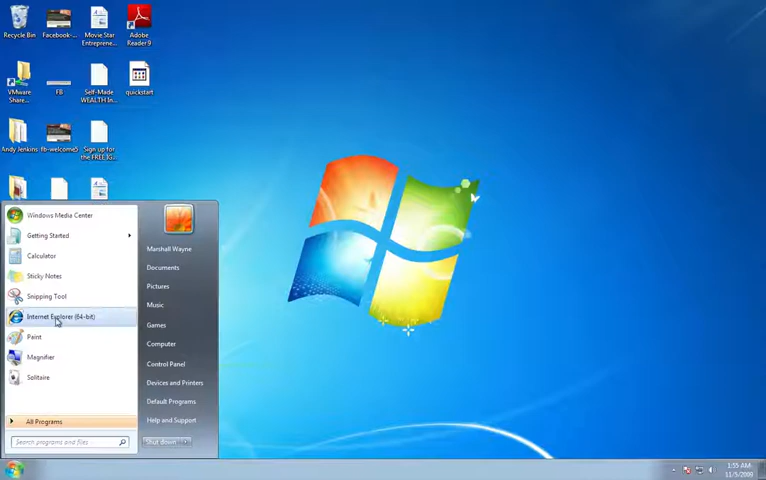 Recycle Bin
Facebook-...
Movie Star
Entreprene...
Adobe
Reader 9
VMware
Share...
FB
Self-Made
WEALTH In...
quickstart
Andy Jenkins
fb-welcome5
Sign up for
the FREE IG...
Windows Media Center
Getting Started
Calculator
Sticky Notes
Snipping Tool
Internet Explorer (64-bit)
Paint
Magnifier
Solitaire
All Programs
Search programs and files
Marshall Wayne
Documents
Pictures
Music
Games
Computer
Control Panel
Devices and Printers
Default Programs
Help and Support
Shut down
1:55 AM
11/5/2009